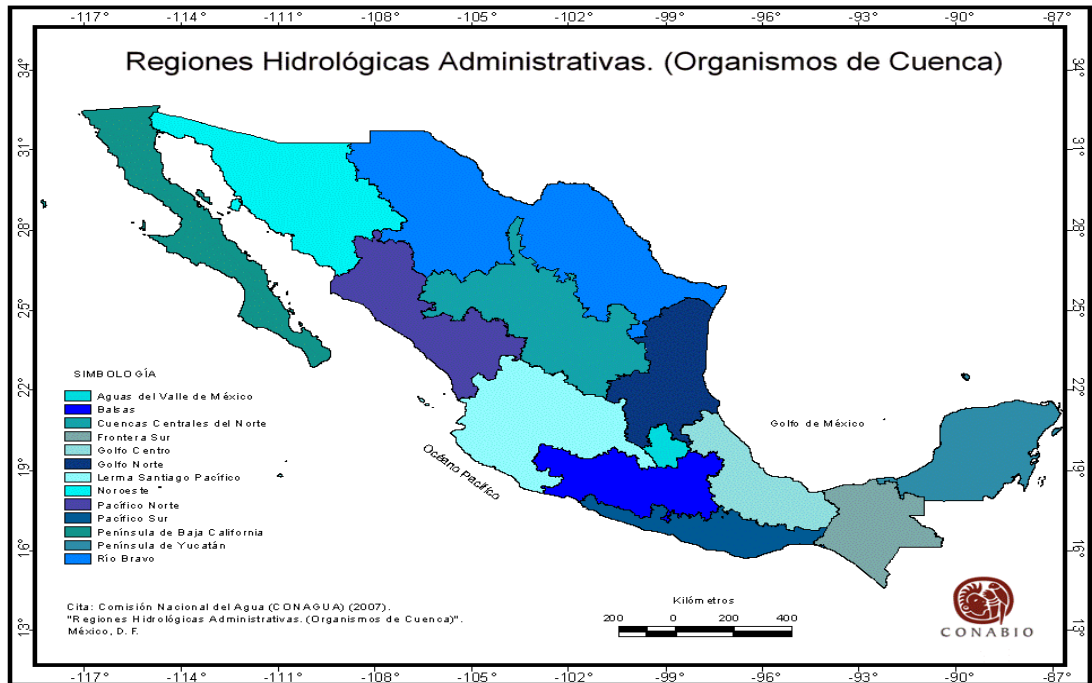 -117° -114° -111° -108° -105° -102° -99° -96° -93° -90° -87°
Regiones Hidrológicas Administrativas. (Organismos de Cuenca)
34° 34°
31° 31°
28° 28°
25° 25°
22° 22°
19° 19°
16° 16°
13° 13°
SIMBOLOGÍA
Aguas del Valle de México
Balsas
Cuencas Centrales del Norte
Frontera Sur
Golfo Centro
Golfo Norte
Lerma Santiago Pacífico
Noroeste
Pacífico Norte
Pacífico Sur
Península de Baja California
Península de Yucatán
Río Bravo
Golfo de México
Océano Pacífico
Cita: Comisión Nacional del Agua (CONAGUA) (2007).
"Regiones Hidrológicas Administrativas. (Organismos de Cuenca)".
México, D. F.
Kilómetros
200 0 200 400
CONABIO
-117° -114° -111° -108° -105° -102° -99° -96° -93° -90° -87°